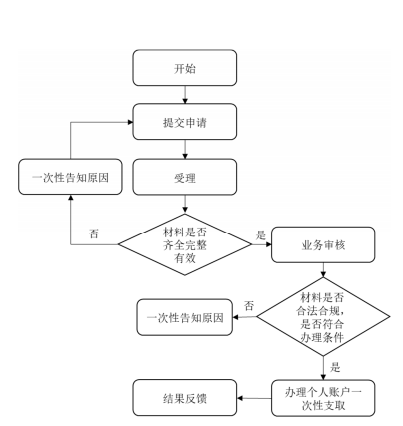 开始
提交申请
一次性告知原因
受理
否
材料是否
齐全完整
有效
是
业务审核
一次性告知原因
否
材料是否
合法合规,
是否符合
办理条件
是
结果反馈
办理个人账户一
次性支取